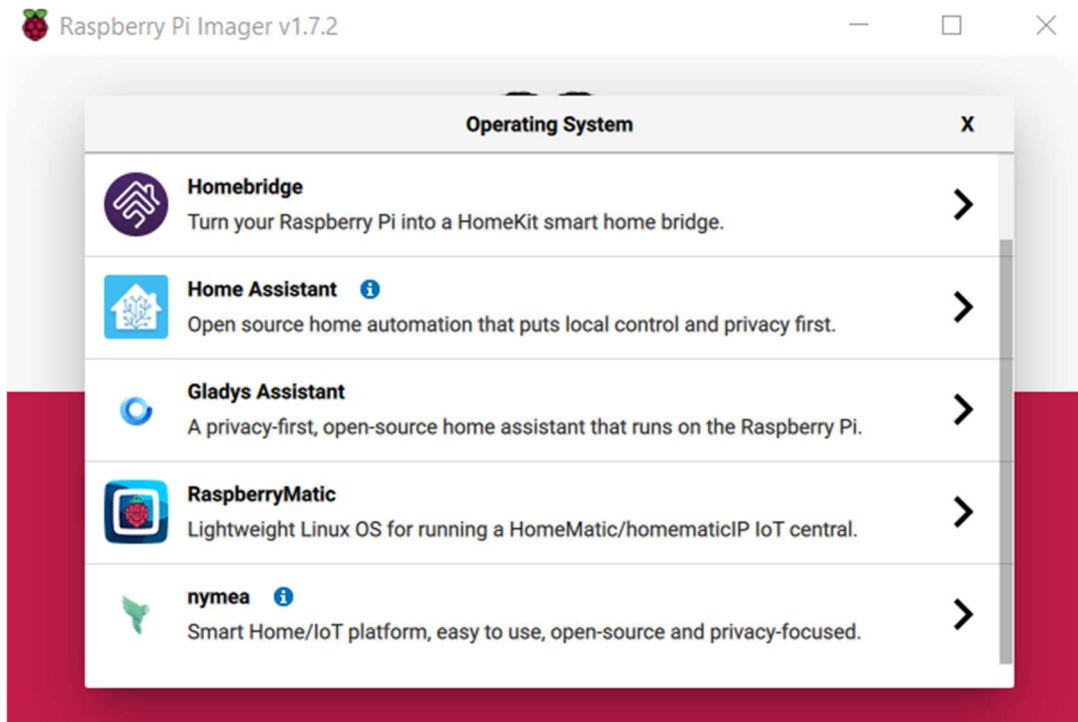 Raspberry Pi Imager v1.7.2
Operating System
X
Homebridge
Turn your Raspberry Pi into a HomeKit smart home bridge.
Home Assistant
Open source home automation that puts local control and privacy first.
Gladys Assistant
A privacy-first, open-source home assistant that runs on the Raspberry Pi.
RaspberryMatic
Lightweight Linux OS for running a HomeMatic/homematicIP IoT central.
nymea
Smart Home/IoT platform, easy to use, open-source and privacy-focused.